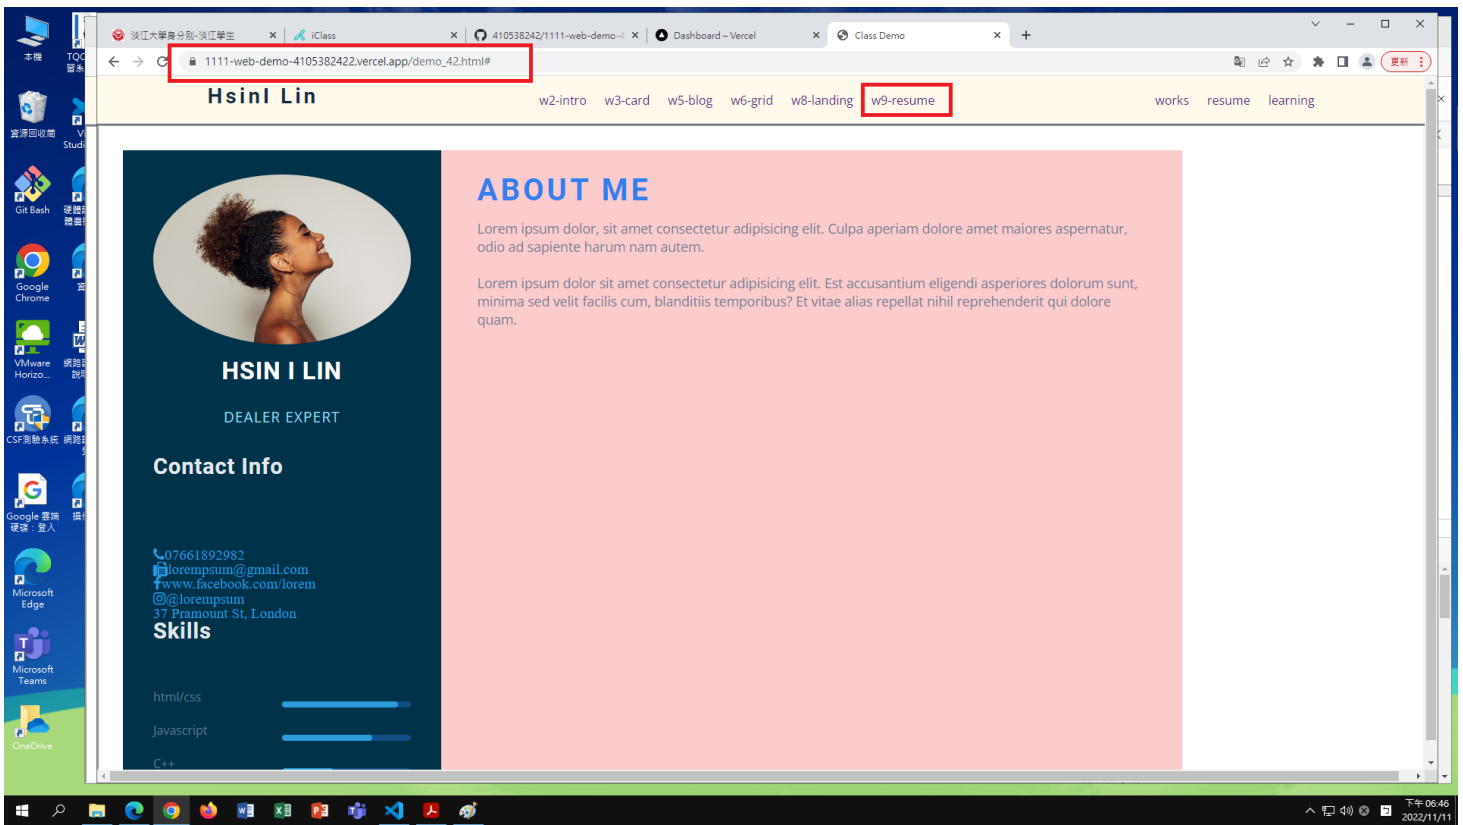 本機
資源回收筒
Git Bash
Google
Chrome
VMware
Horizo...
CSF測驗系統
Google 雲端
硬碟：登入
Microsoft
Edge
Microsoft
Teams
OneDrive
淡江大學身分別-淡江學生
iClass
410538242/1111-web-demo-
Dashboard – Vercel
Class Demo
1111-web-demo-4105382422.vercel.app/demo_42.html#
更新
HsinI Lin
w2-intro w3-card w5-blog w6-grid w8-landing w9-resume
works resume learning
HSIN I LIN
DEALER EXPERT
Contact Info
07661892982
lorempsum@gmail.com
www.facebook.com/lorem
@lorempsum
37 Pramount St, London
Skills
html/css
Javascript
C++
ABOUT ME
Lorem ipsum dolor, sit amet consectetur adipisicing elit. Culpa aperiam dolore amet maiores aspernatur,
odio ad sapiente harum nam autem.
Lorem ipsum dolor sit amet consectetur adipisicing elit. Est accusantium eligendi asperiores dolorum sunt,
minima sed velit facilis cum, blanditiis temporibus? Et vitae alias repellat nihil reprehenderit qui dolore
quam.
下午 06:46
2022/11/11